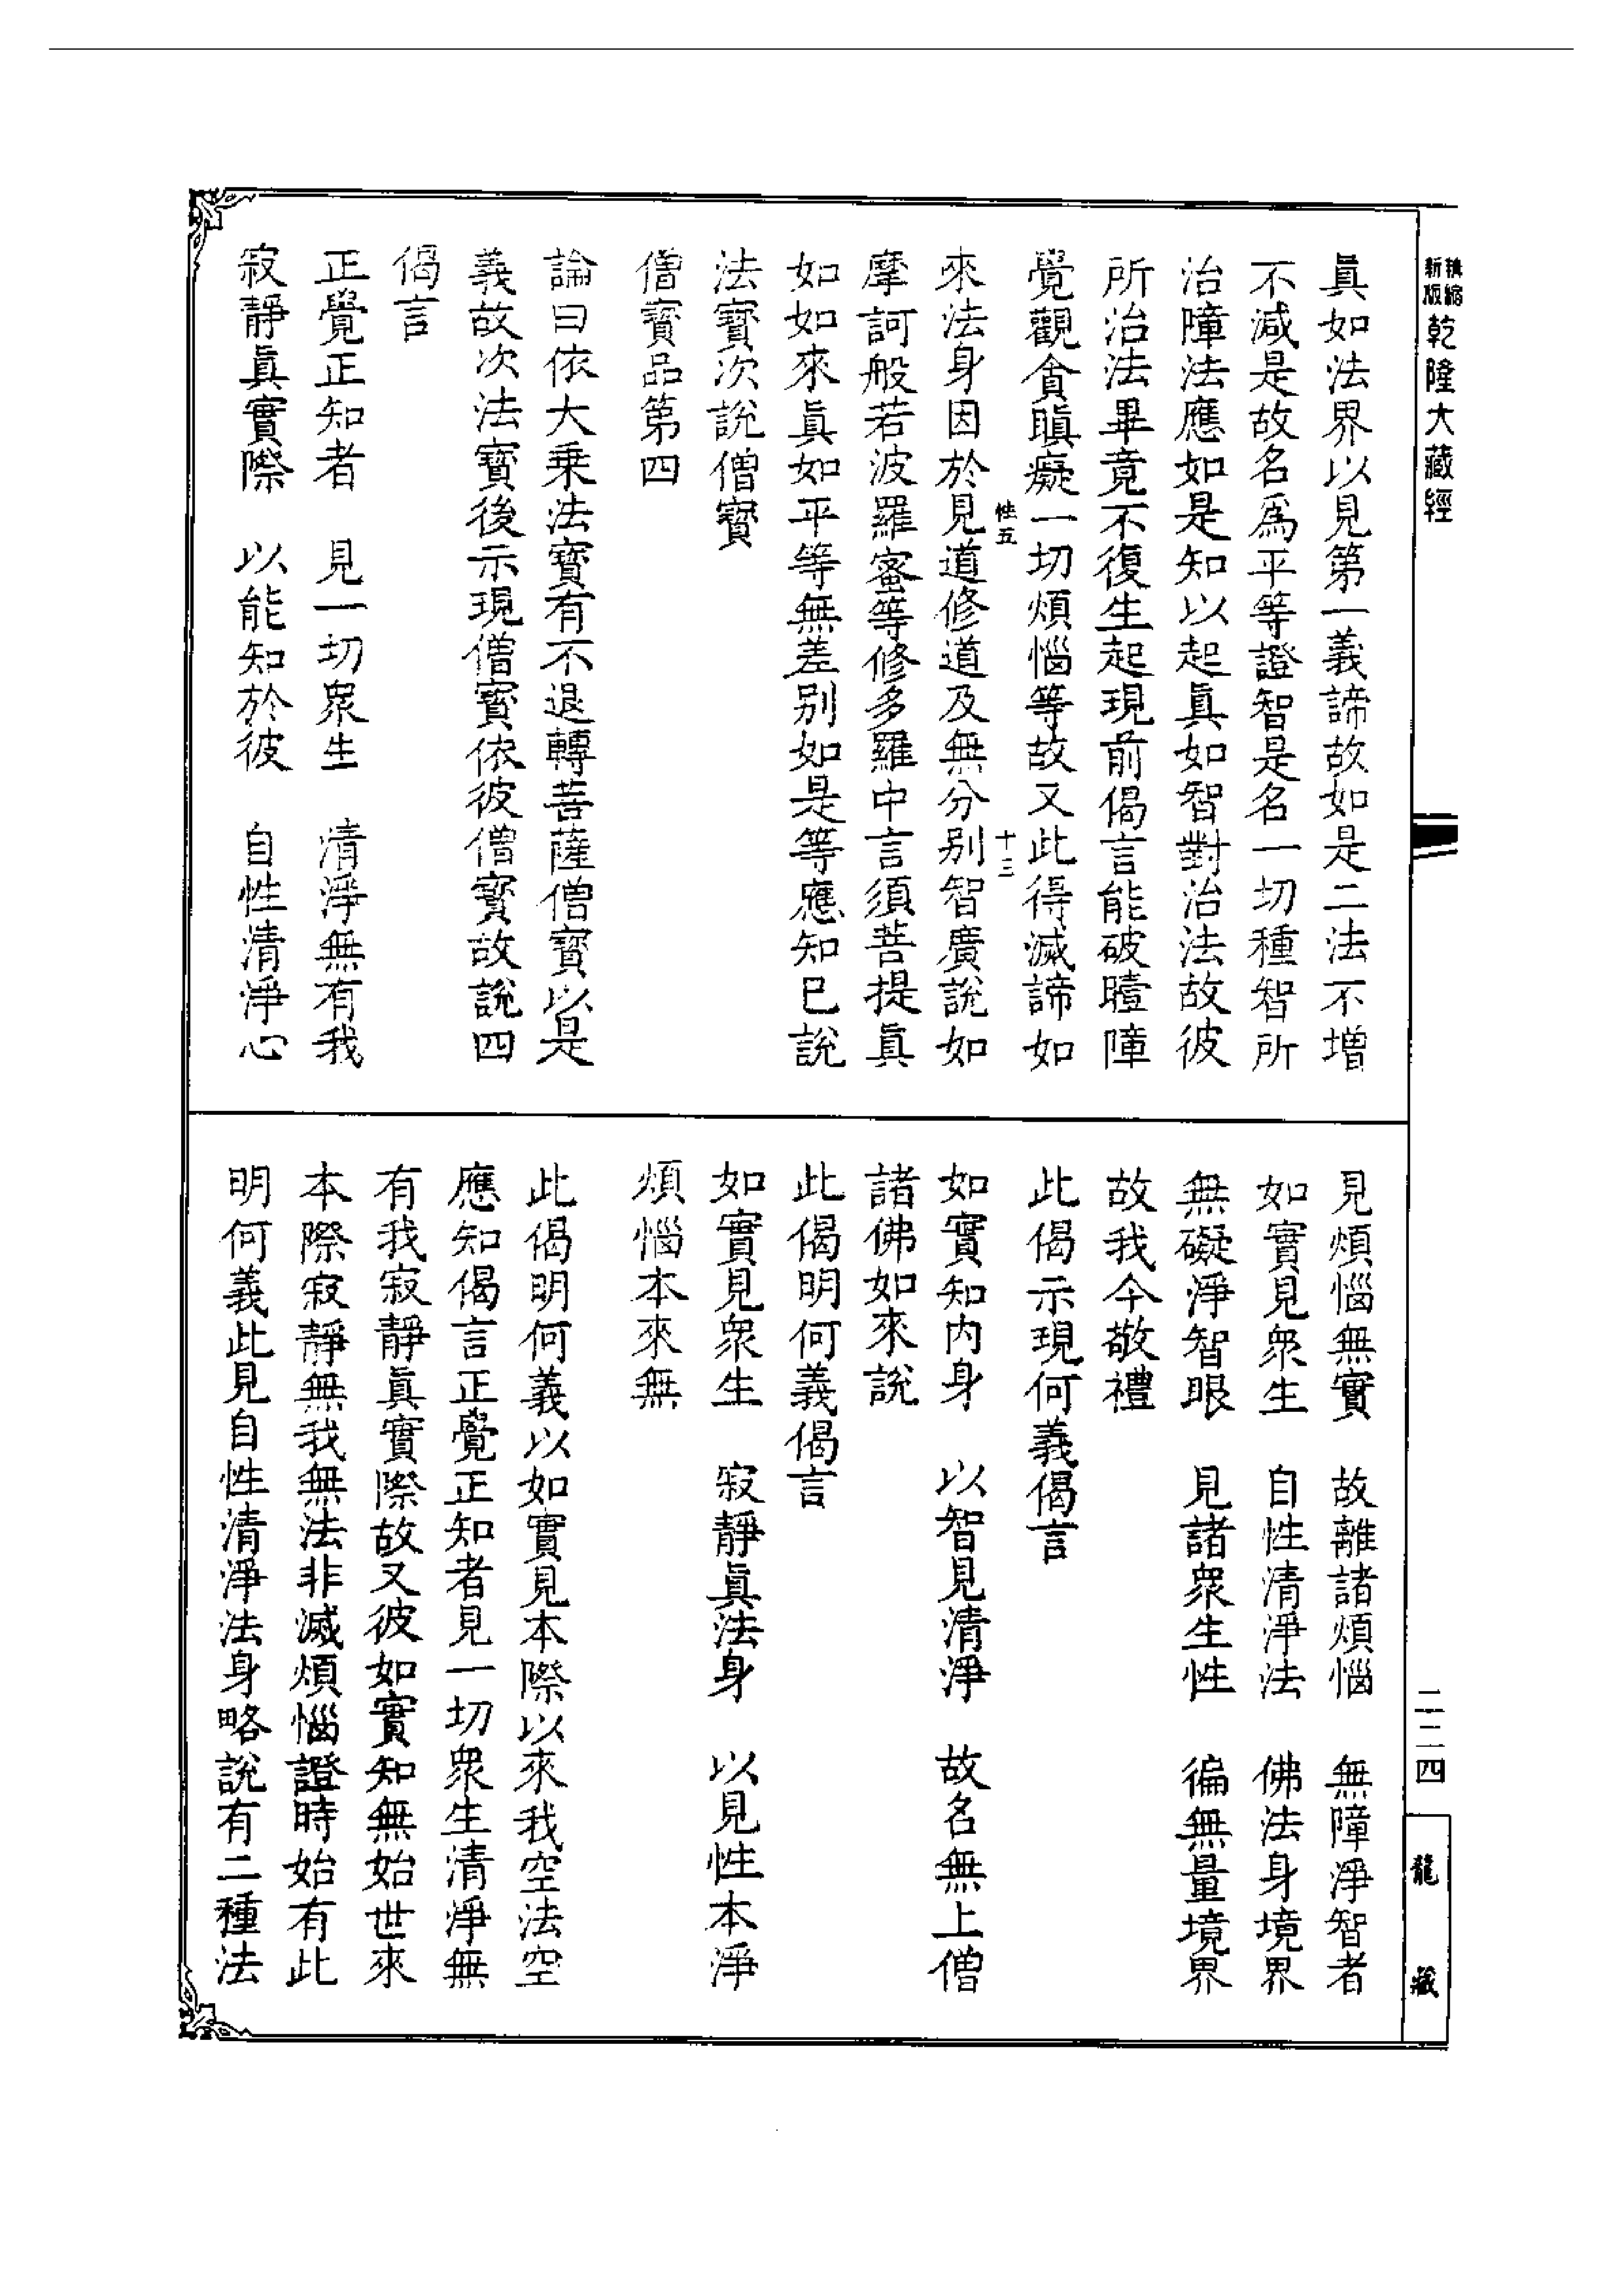 新版
精縮
乾隆大藏經
眞如法界以見第一義諦故如是二法不增
不減是故名爲平等證智是名一切種智所
治障法應如是知以起眞如智對治法故彼
所治法畢竟不復生起現前偈言能破曀障
覺觀貪瞋癡一切煩惱等故又此得滅諦如
性五
十三
來法身因於見道修道及無分別智廣說如
摩訶般若波羅蜜等修多羅中言須菩提眞
如如來眞如平等無差別如是等應知已說
法寶次說僧寶
僧寶品第四
論曰依大乘法寶有不退轉菩薩僧寶以是
義故次法寶後示現僧寶依彼僧寶故說四
偈言
正覺正知者 見一切眾生 清淨無有我
寂靜眞實際 以能知於彼 自性清淨心
見煩惱無實 故離諸煩惱 無障淨智者
如實見眾生 自性清淨法 佛法身境界
無礙淨智眼 見諸眾生性 徧無量境界
故我今敬禮
此偈示現何義偈言
如實知內身 以智見清淨 故名無上僧
諸佛如來說
此偈明何義偈言
如實見眾生 寂靜眞法身 以見性本淨
煩惱本來無
此偈明何義以如實見本際以來我空法空
應知偈言正覺正知者見一切眾生清淨無
有我寂靜眞實際故又彼如實知無始世來
本際寂靜無我無法非滅煩惱證時始有此
明何義此見自性清淨法身略說有二種法
二二四
龍藏